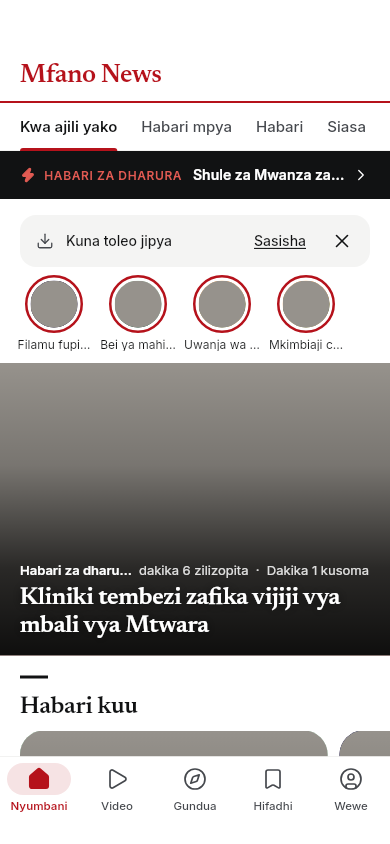 Mfano News
Kwa ajili yako Habari mpya Habari Siasa
HABARI ZA DHARURA Shule za Mwanza za...
Kuna toleo jipya Sasisha
Filamu fupi... Bei ya mahi... Uwanja wa ... Mkimbiaji c...
Habari za dharu... dakika 6 zilizopita · Dakika 1 kusoma
Kliniki tembezi zafika vijiji vya
mbali vya Mtwara
Habari kuu
Nyumbani Video Gundua Hifadhi Wewe